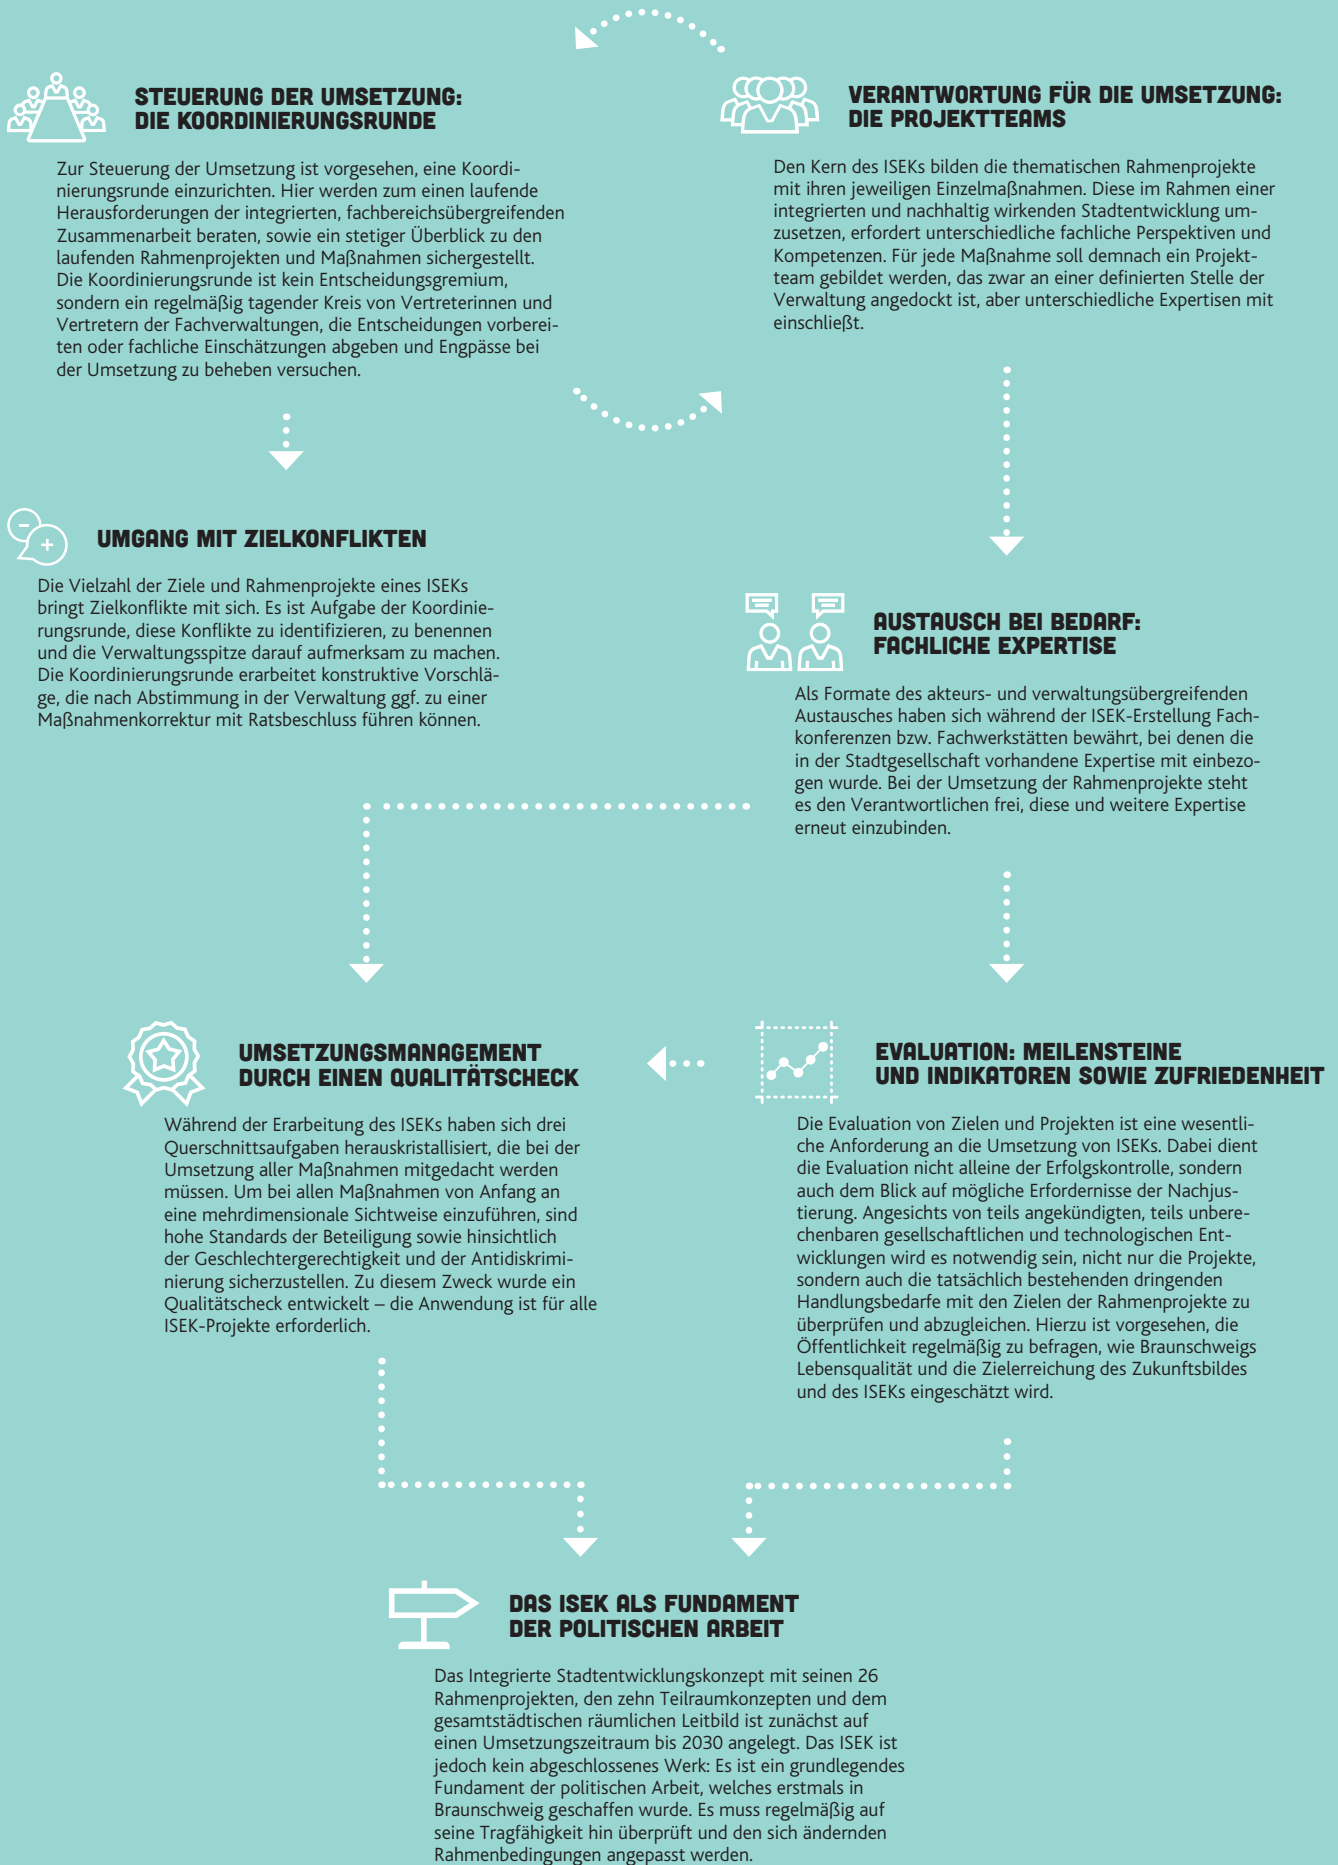 STEUERUNG DER UMSETZUNG:
DIE KOORDINIERUNGSRUNDE
Zur Steuerung der Umsetzung ist vorgesehen, eine Koordi-
nierungsrunde einzurichten. Hier werden zum einen laufende
Herausforderungen der integrierten, fachbereichsübergreifenden
Zusammenarbeit beraten, sowie ein stetiger Überblick zu den
laufenden Rahmenprojekten und Maßnahmen sichergestellt.
Die Koordinierungsrunde ist kein Entscheidungsgremium,
sondern ein regelmäßig tagender Kreis von Vertreterinnen und
Vertretern der Fachverwaltungen, die Entscheidungen vorberei-
ten oder fachliche Einschätzungen abgeben und Engpässe bei
der Umsetzung zu beheben versuchen.
VERANTWORTUNG FÜR DIE UMSETZUNG:
DIE PROJEKTTEAMS
Den Kern des ISEKs bilden die thematischen Rahmenprojekte
mit ihren jeweiligen Einzelmaßnahmen. Diese im Rahmen einer
integrierten und nachhaltig wirkenden Stadtentwicklung um-
zusetzen, erfordert unterschiedliche fachliche Perspektiven und
Kompetenzen. Für jede Maßnahme soll demnach ein Projekt-
team gebildet werden, das zwar an einer definierten Stelle der
Verwaltung angedockt ist, aber unterschiedliche Expertisen mit
einschließt.
UMGANG MIT ZIELKONFLIKTEN
Die Vielzahl der Ziele und Rahmenprojekte eines ISEKs
bringt Zielkonflikte mit sich. Es ist Aufgabe der Koordinie-
rungsrunde, diese Konflikte zu identifizieren, zu benennen
und die Verwaltungsspitze darauf aufmerksam zu machen.
Die Koordinierungsrunde erarbeitet konstruktive Vorschlä-
ge, die nach Abstimmung in der Verwaltung ggf. zu einer
Maßnahmenkorrektur mit Ratsbeschluss führen können.
AUSTAUSCH BEI BEDARF:
FACHLICHE EXPERTISE
Als Formate des akteurs- und verwaltungsübergreifenden
Austausches haben sich während der ISEK-Erstellung Fach-
konferenzen bzw. Fachwerkstätten bewährt, bei denen die
in der Stadtgesellschaft vorhandene Expertise mit einbezo-
gen wurde. Bei der Umsetzung der Rahmenprojekte steht
es den Verantwortlichen frei, diese und weitere Expertise
erneut einzubinden.
UMSETZUNGSMANAGEMENT
DURCH EINEN QUALITÄTSCHECK
Während der Erarbeitung des ISEKs haben sich drei
Querschnittsaufgaben herauskristallisiert, die bei der
Umsetzung aller Maßnahmen mitgedacht werden
müssen. Um bei allen Maßnahmen von Anfang an
eine mehrdimensionale Sichtweise einzuführen, sind
hohe Standards der Beteiligung sowie hinsichtlich
der Geschlechtergerechtigkeit und der Antidiskrimi-
nierung sicherzustellen. Zu diesem Zweck wurde ein
Qualitätscheck entwickelt – die Anwendung ist für alle
ISEK-Projekte erforderlich.
EVALUATION: MEILENSTEINE
UND INDIKATOREN SOWIE ZUFRIEDENHEIT
Die Evaluation von Zielen und Projekten ist eine wesentli-
che Anforderung an die Umsetzung von ISEKs. Dabei dient
die Evaluation nicht alleine der Erfolgskontrolle, sondern
auch dem Blick auf mögliche Erfordernisse der Nachjus-
tierung. Angesichts von teils angekündigten, teils unbere-
chenbaren gesellschaftlichen und technologischen Ent-
wicklungen wird es notwendig sein, nicht nur die Projekte,
sondern auch die tatsächlich bestehenden dringenden
Handlungsbedarfe mit den Zielen der Rahmenprojekte zu
überprüfen und abzugleichen. Hierzu ist vorgesehen, die
Öffentlichkeit regelmäßig zu befragen, wie Braunschweigs
Lebensqualität und die Zielerreichung des Zukunftsbildes
und des ISEKs eingeschätzt wird.
DAS ISEK ALS FUNDAMENT
DER POLITISCHEN ARBEIT
Das Integrierte Stadtentwicklungskonzept mit seinen 26
Rahmenprojekten, den zehn Teilraumkonzepten und dem
gesamtstädtischen räumlichen Leitbild ist zunächst auf
einen Umsetzungszeitraum bis 2030 angelegt. Das ISEK ist
jedoch kein abgeschlossenes Werk: Es ist ein grundlegendes
Fundament der politischen Arbeit, welches erstmals in
Braunschweig geschaffen wurde. Es muss regelmäßig auf
seine Tragfähigkeit hin überprüft und den sich ändernden
Rahmenbedingungen angepasst werden.